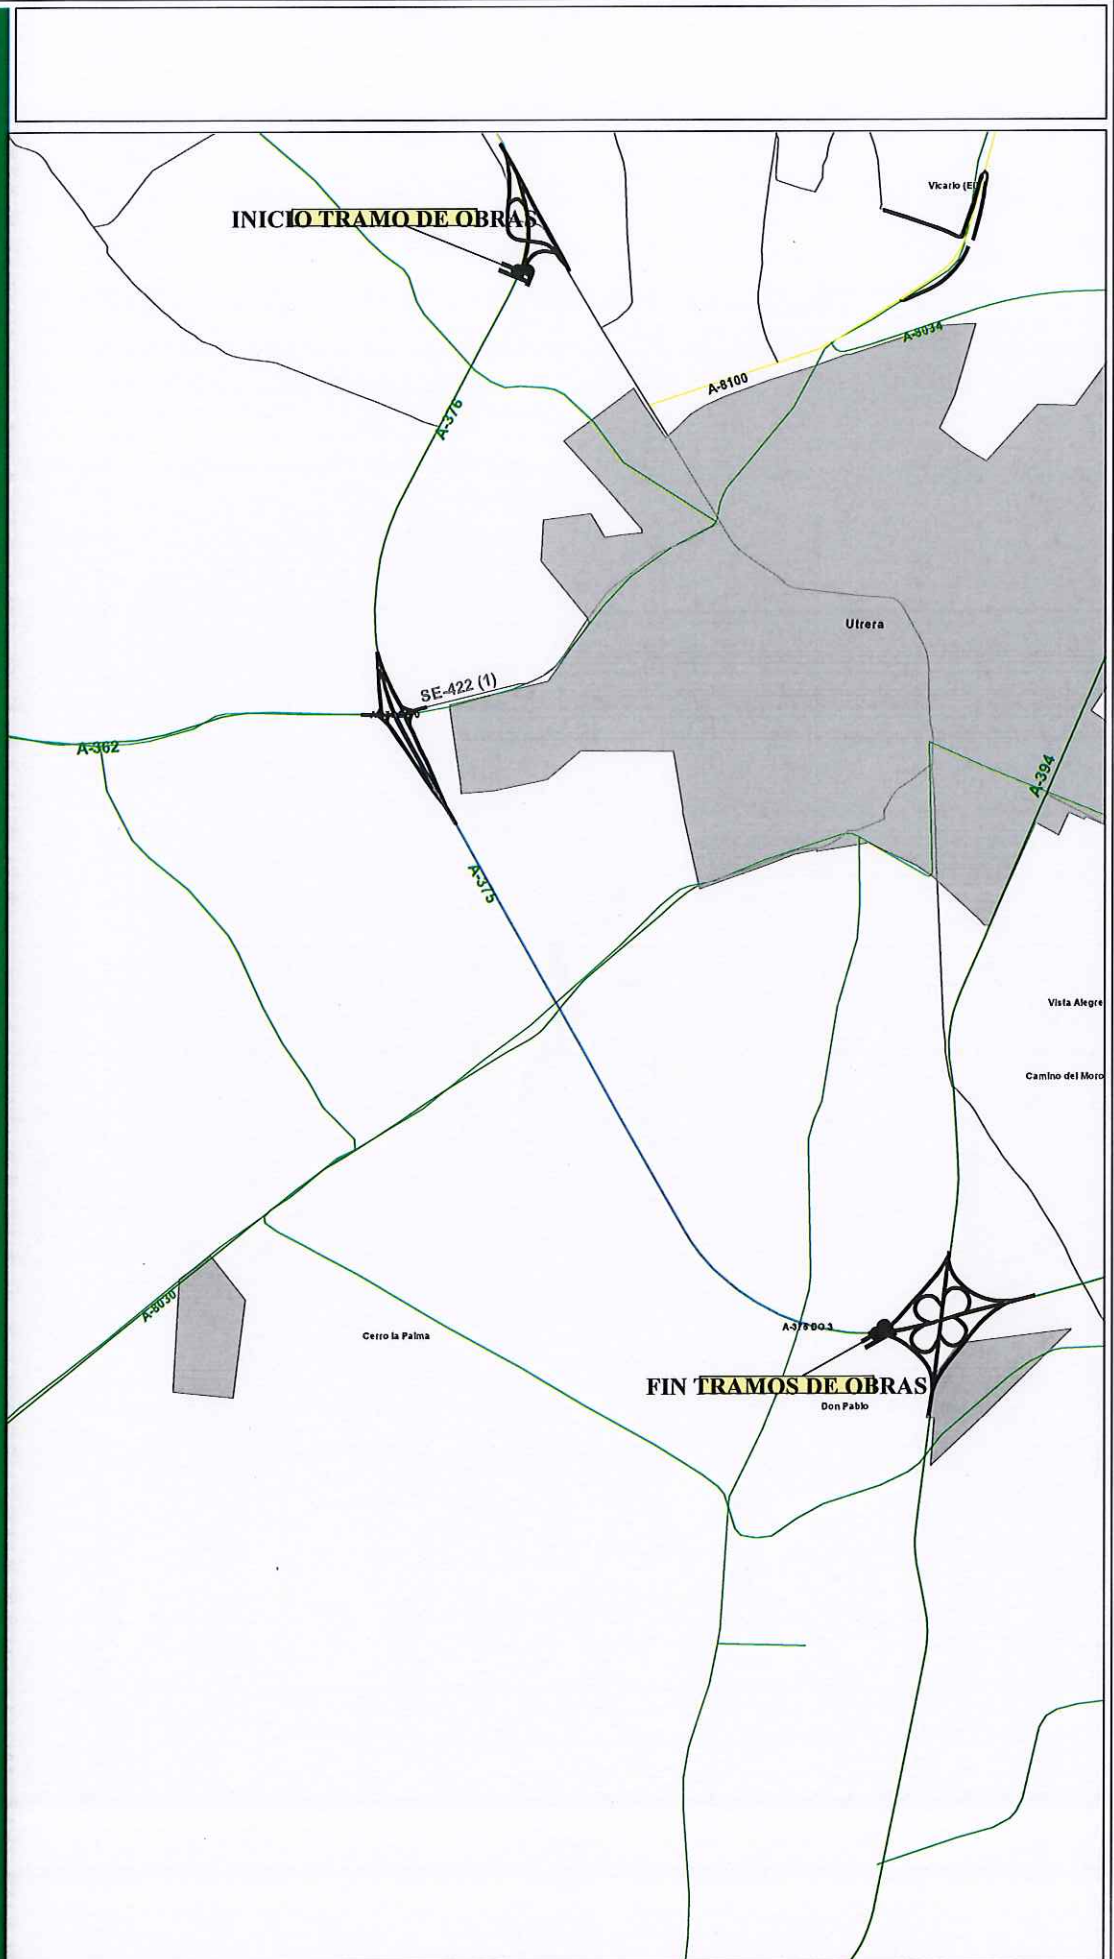 Vicario (El)
INICIO TRAMO DE OBRAS
A-8034
A-8100
A-376
Utrera
SE-422 (1)
A-362
A-394
A-375
Vista Alegre
Camino del Moro
A-8030
Cerro la Palma
FIN TRAMOS DE OBRAS
Don Pablo